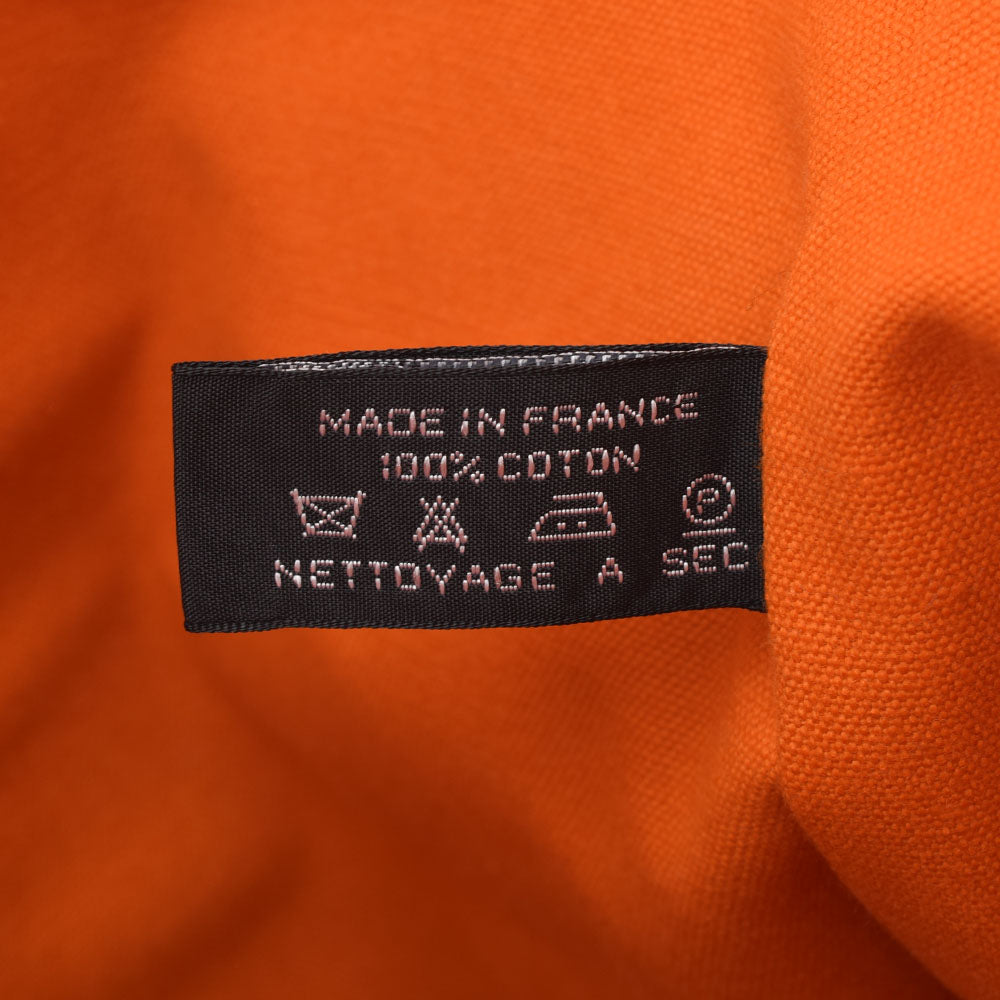 MADE IN FRANCE
100% COTON
P
NETTOYAGE A SEC